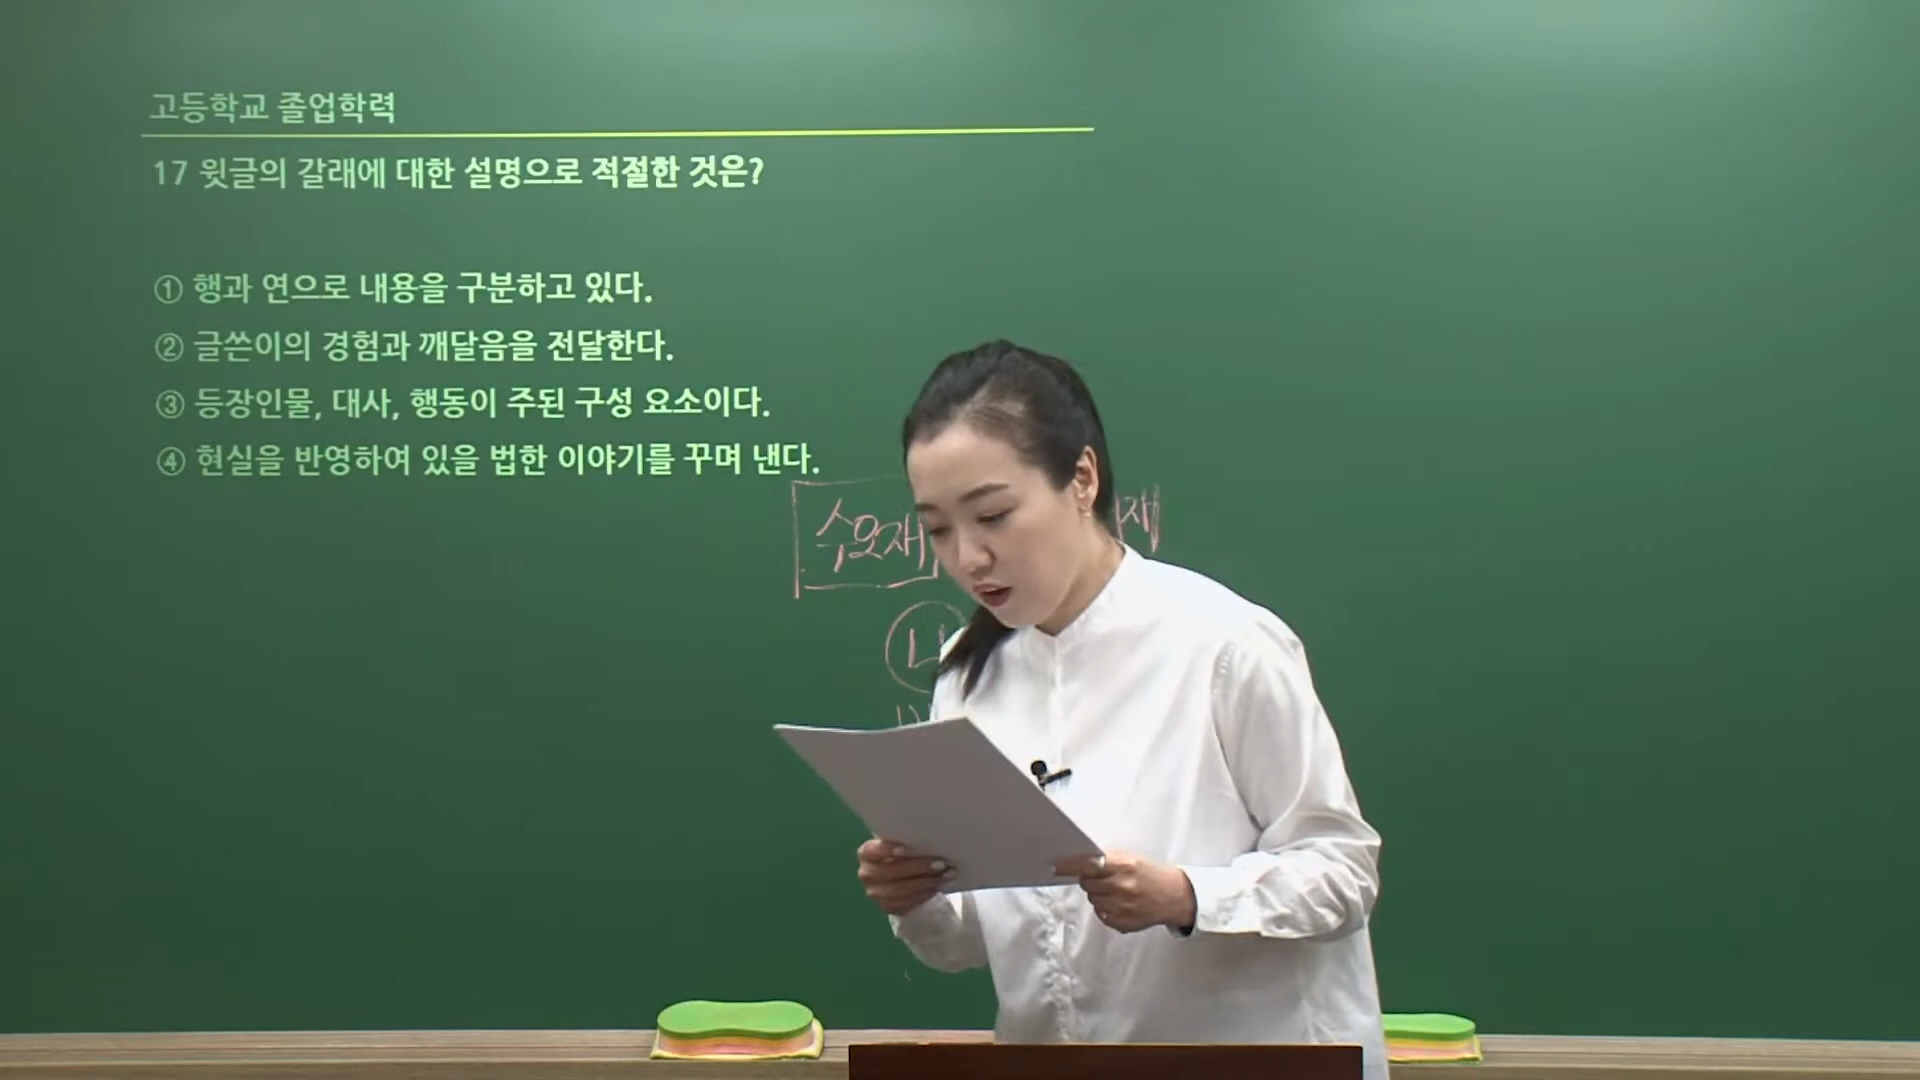 고등학교 졸업학력
17 윗글의 갈래에 대한 설명으로 적절한 것은?
① 행과 연으로 내용을 구분하고 있다.
② 글쓴이의 경험과 깨달음을 전달한다.
③ 등장인물, 대사, 행동이 주된 구성 요소이다.
④ 현실을 반영하여 있을 법한 이야기를 꾸며 낸다.
수오재
재